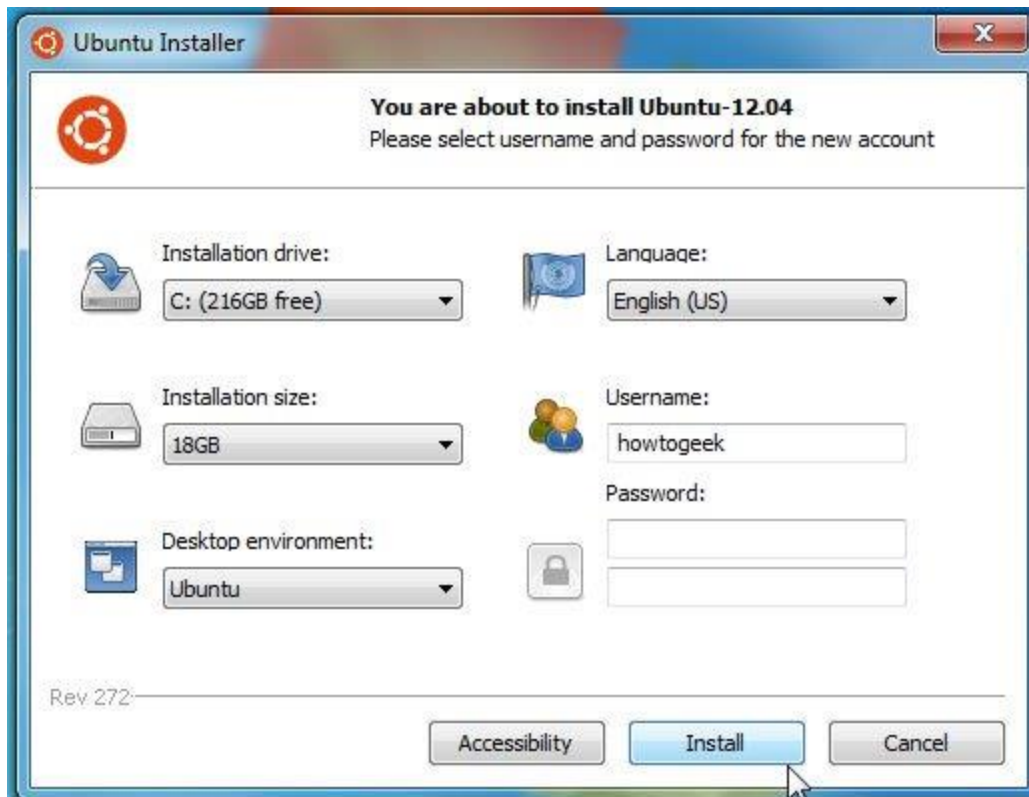 Ubuntu Installer
You are about to install Ubuntu-12.04
Please select username and password for the new account
Installation drive:
C: (216GB free)
Language:
English (US)
Installation size:
18GB
Username:
howtogeek
Password:
Desktop environment:
Ubuntu
Rev 272
Accessibility
Install
Cancel